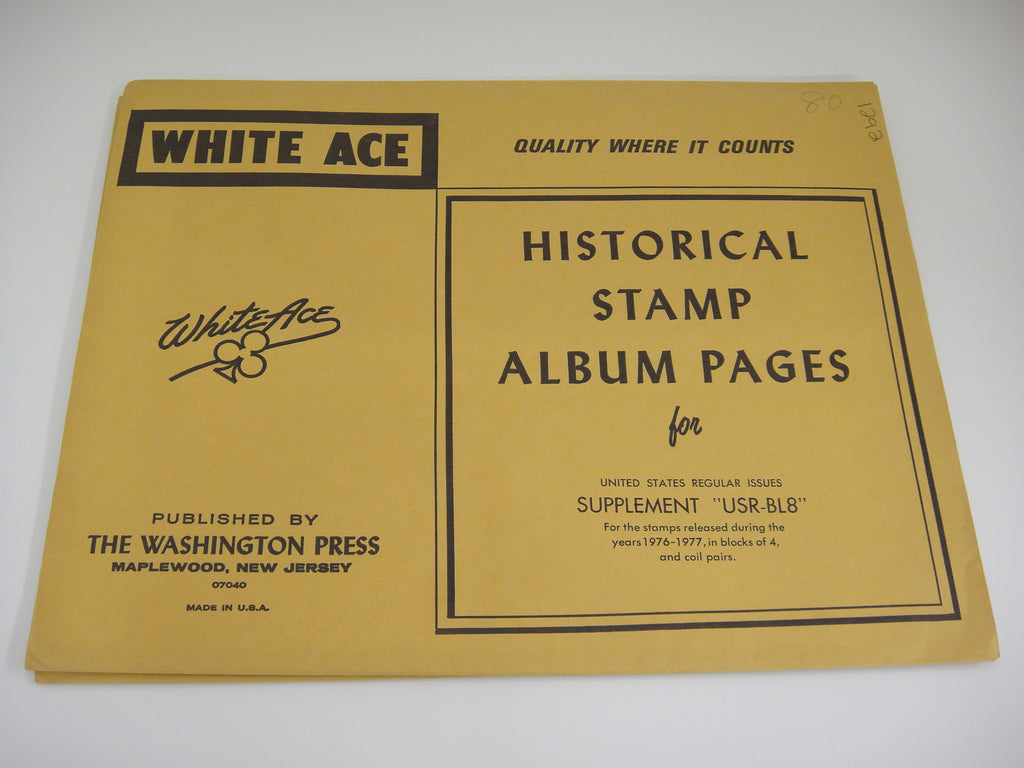 WHITE ACE
QUALITY WHERE IT COUNTS
80
1292
White Ace
PUBLISHED BY
THE WASHINGTON PRESS
MAPLEWOOD, NEW JERSEY
07040
MADE IN U.S.A.
HISTORICAL
STAMP
ALBUM PAGES
for
UNITED STATES REGULAR ISSUES
SUPPLEMENT "USR-BL8"
For the stamps released during the
years 1976-1977, in blocks of 4,
and coil pairs.